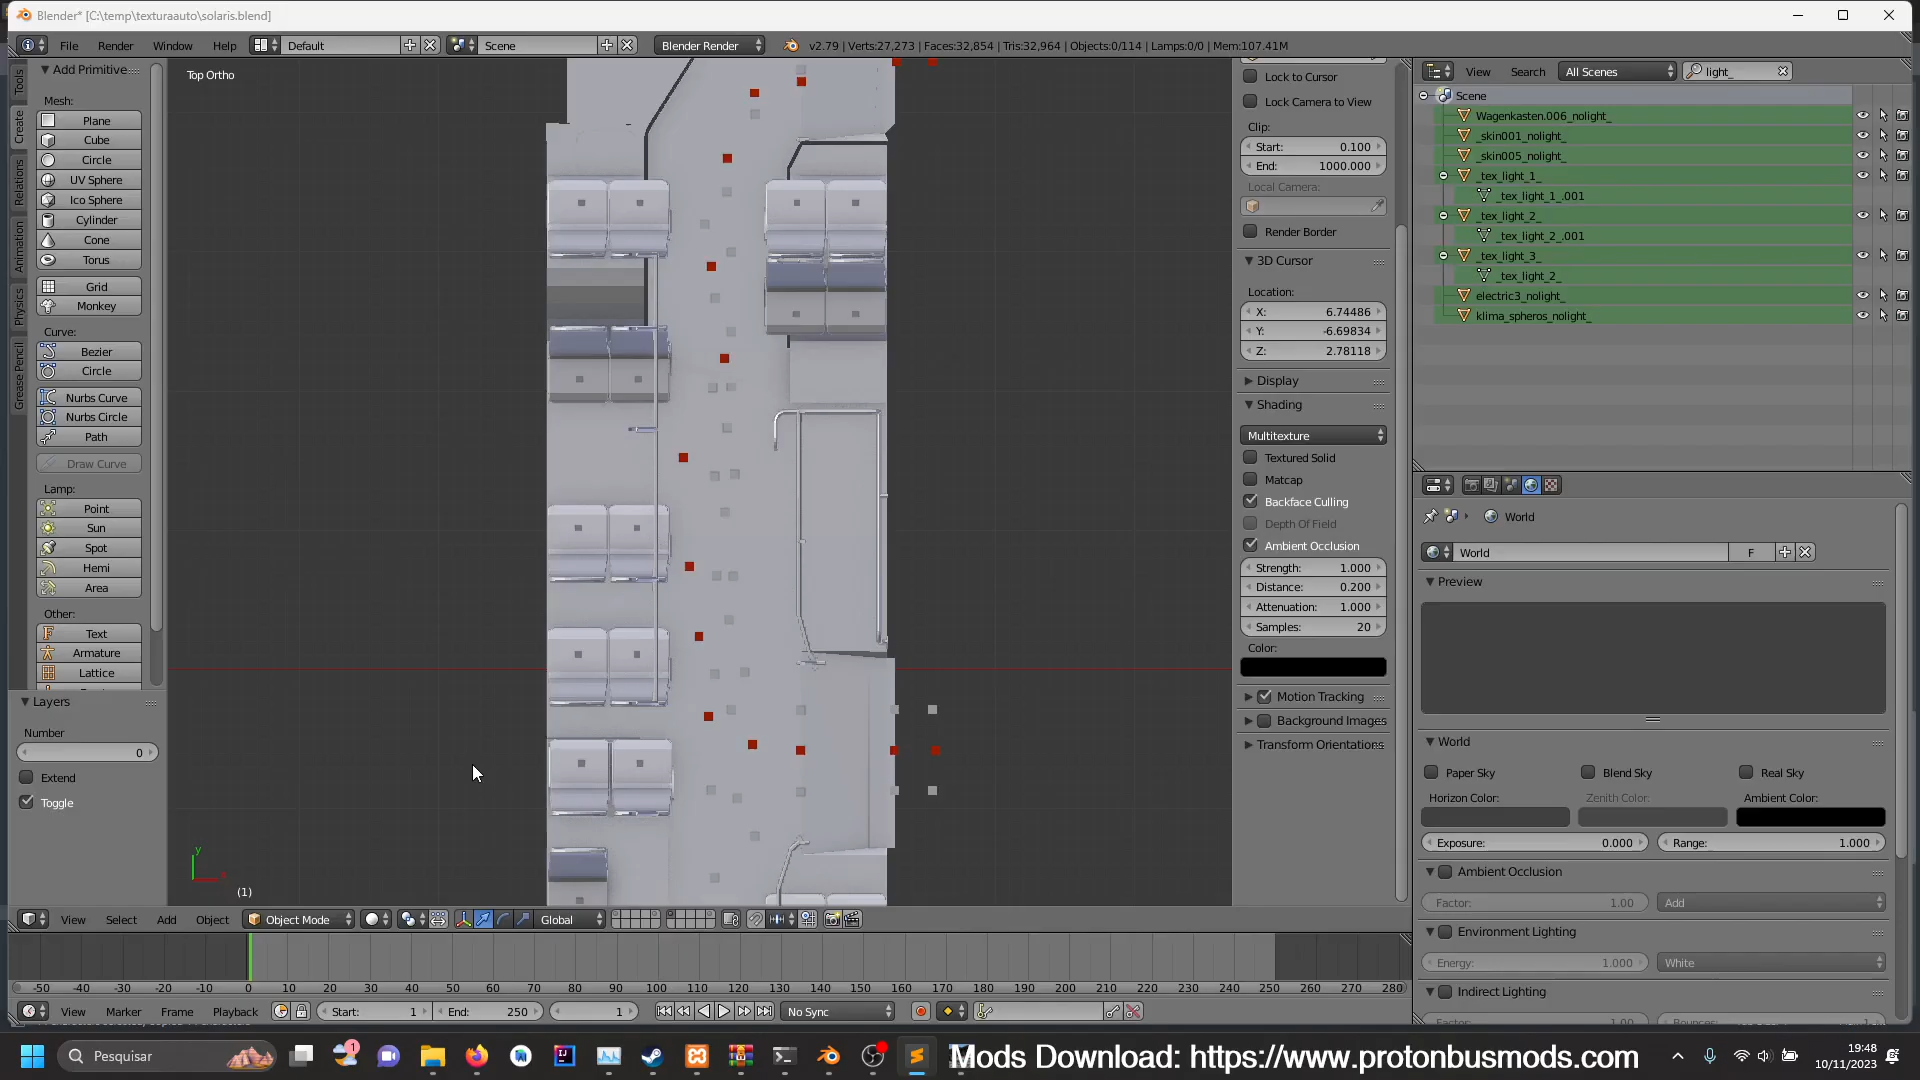 Blender* [C:\temp\texturaauto\solaris.blend]
File Render Window Help Default Scene Blender Render v2.79 | Verts:27,273 | Faces:32,854 | Tris:32,964 | Objects:0/114 | Lamps:0/0 | Mem:107.41M
Tools
Create
Relations
Animation
Physics
Grease Pencil
Add Primitive
Mesh:
Plane
Cube
Circle
UV Sphere
Ico Sphere
Cylinder
Cone
Torus
Grid
Monkey
Curve:
Bezier
Circle
Nurbs Curve
Nurbs Circle
Path
Draw Curve
Lamp:
Point
Sun
Spot
Hemi
Area
Other:
Text
Armature
Lattice
Layers
Number
0
Extend
Toggle
Top Ortho
y
(1)
View Select Add Object Object Mode Global
Lock to Cursor
Lock Camera to View
Clip:
Start: 0.100
End: 1000.000
Local Camera:
Render Border
3D Cursor
Location:
X: 6.74486
Y: -6.69834
Z: 2.78118
Display
Shading
Multitexture
Textured Solid
Matcap
Backface Culling
Depth Of Field
Ambient Occlusion
Strength: 1.000
Distance: 0.200
Attenuation: 1.000
Samples: 20
Color:
Motion Tracking
Background Images
Transform Orientations
View Search All Scenes light_
Scene
Wagenkasten.006_nolight_
_skin001_nolight_
_skin005_nolight_
_tex_light_1_
_tex_light_1_.001
_tex_light_2_
_tex_light_2_.001
_tex_light_3_
_tex_light_2_
electric3_nolight_
klima_spheros_nolight_
World
World F
Preview
World
Paper Sky Blend Sky Real Sky
Horizon Color: Zenith Color: Ambient Color:
Exposure: 0.000 Range: 1.000
Ambient Occlusion
Factor: 1.00 Add
Environment Lighting
Energy: 1.000 White
Indirect Lighting
-50 -40 -30 -20 -10 0 10 20 30 40 50 60 70 80 90 100 110 120 130 140 150 160 170 180 190 200 210 220 230 240 250 260 270 280
View Marker Frame Playback Start: 1 End: 250 1 No Sync
Pesquisar
1
Mods Download: https://www.protonbusmods.com
19:48
10/11/2023